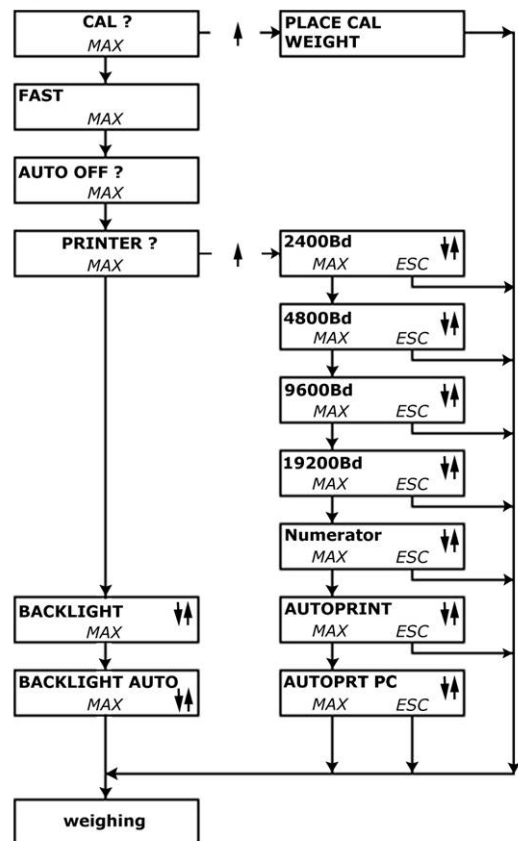 CAL ?
MAX
PLACE CAL
WEIGHT
FAST
MAX
AUTO OFF ?
MAX
PRINTER ?
MAX
2400Bd
MAX ESC
4800Bd
MAX ESC
9600Bd
MAX ESC
19200Bd
MAX ESC
Numerator
MAX ESC
BACKLIGHT
MAX
AUTOPRINT
MAX ESC
BACKLIGHT AUTO
MAX
AUTOPRT PC
MAX ESC
weighing